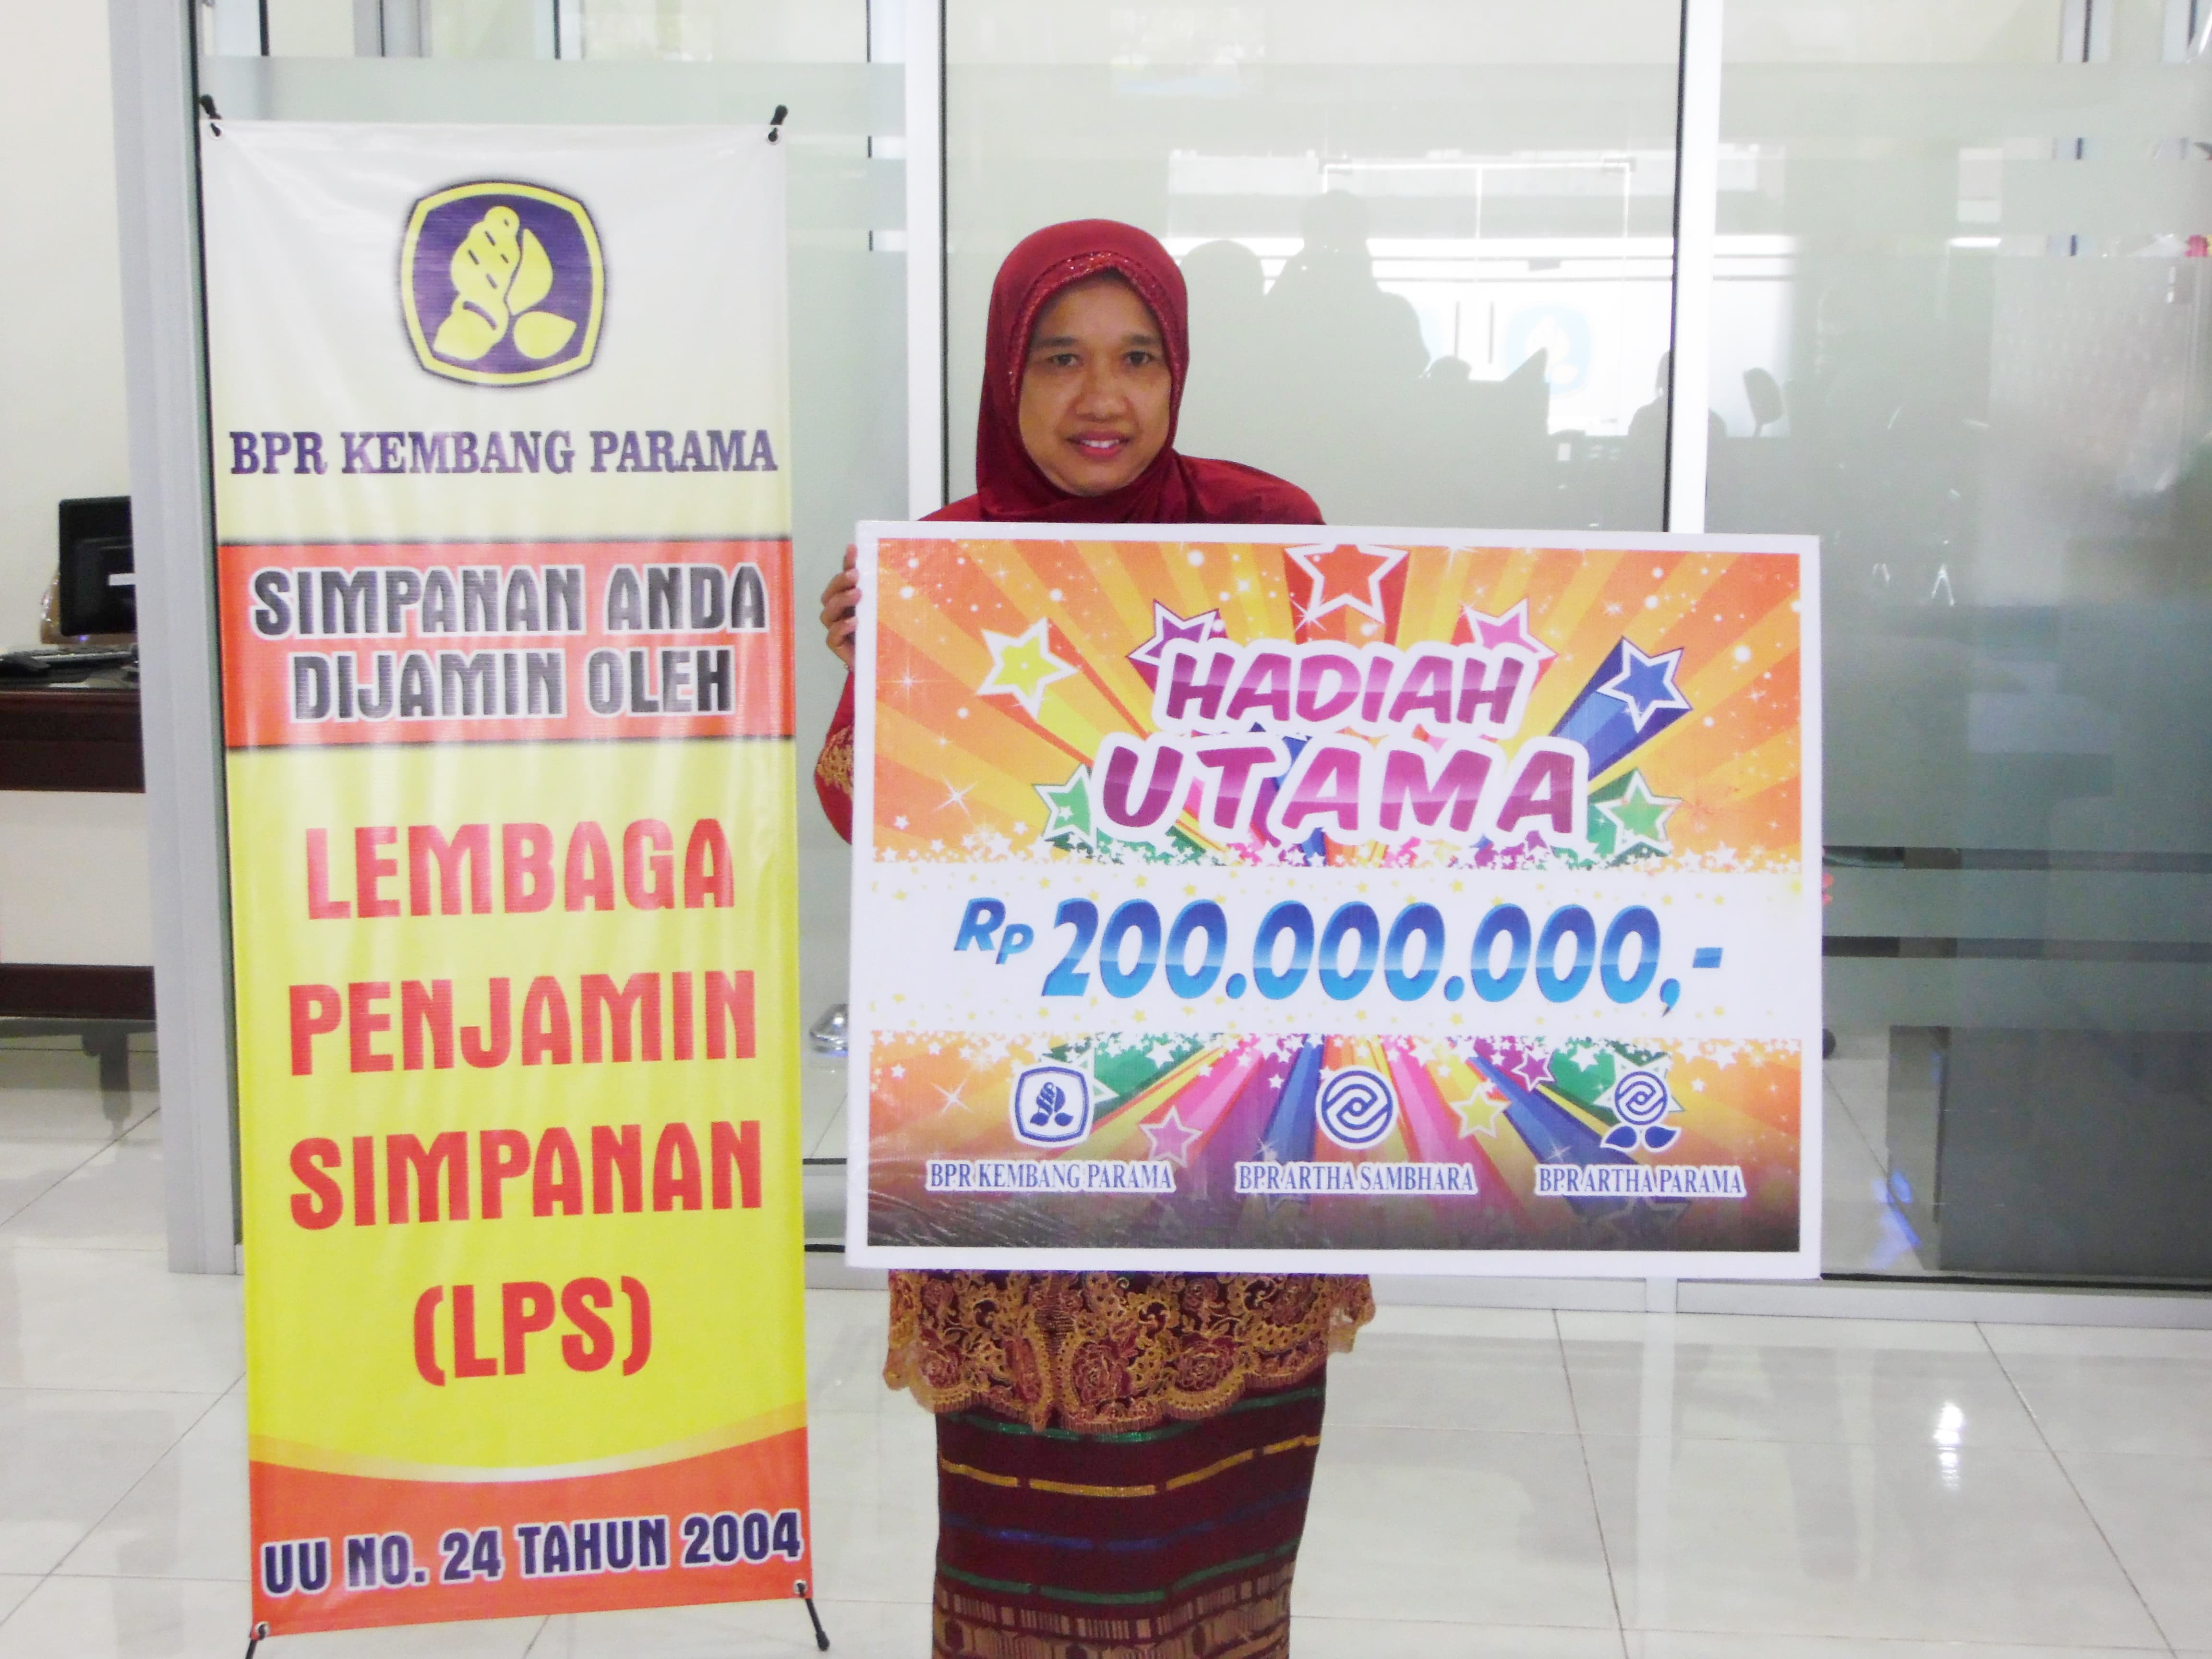 BPR KEMBANG PARAMA
SIMPANAN ANDA
DIJAMIN OLEH
LEMBAGA
PENJAMIN
SIMPANAN
(LPS)
UU NO. 24 TAHUN 2004
HADIAH
UTAMA
Rp 200.000.000,-
BPR KEMBANG PARAMA
BPR ARTHA SAMBHARA
BPR ARTHA PARAMA